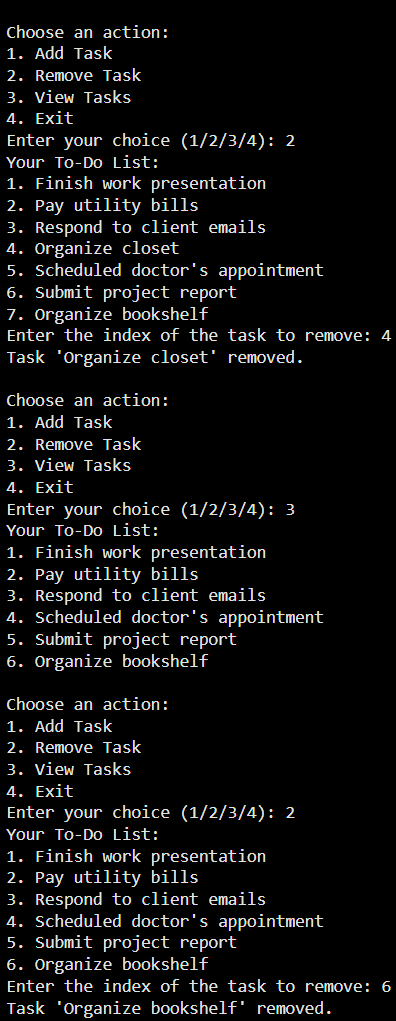 Choose an action:
1. Add Task
2. Remove Task
3. View Tasks
4. Exit
Enter your choice (1/2/3/4): 2
Your To-Do List:
1. Finish work presentation
2. Pay utility bills
3. Respond to client emails
4. Organize closet
5. Scheduled doctor's appointment
6. Submit project report
7. Organize bookshelf
Enter the index of the task to remove: 4
Task 'Organize closet' removed.

Choose an action:
1. Add Task
2. Remove Task
3. View Tasks
4. Exit
Enter your choice (1/2/3/4): 3
Your To-Do List:
1. Finish work presentation
2. Pay utility bills
3. Respond to client emails
4. Scheduled doctor's appointment
5. Submit project report
6. Organize bookshelf

Choose an action:
1. Add Task
2. Remove Task
3. View Tasks
4. Exit
Enter your choice (1/2/3/4): 2
Your To-Do List:
1. Finish work presentation
2. Pay utility bills
3. Respond to client emails
4. Scheduled doctor's appointment
5. Submit project report
6. Organize bookshelf
Enter the index of the task to remove: 6
Task 'Organize bookshelf' removed.